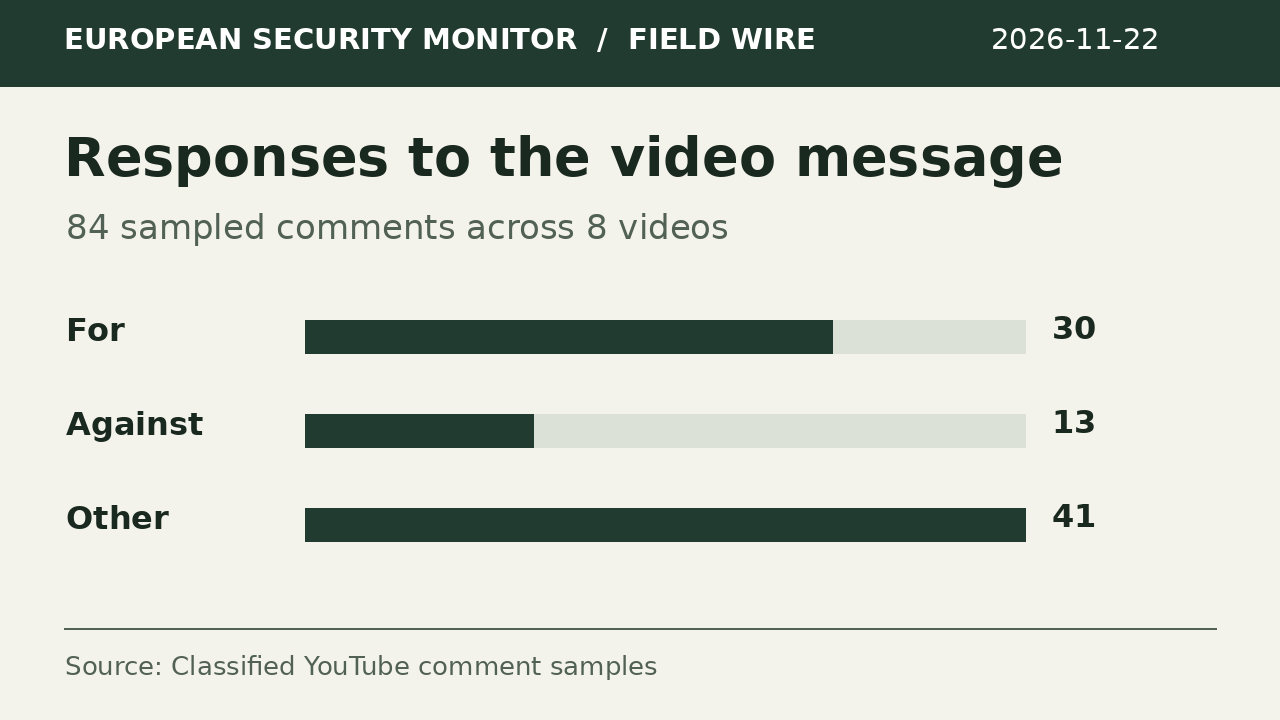 EUROPEAN SECURITY MONITOR / FIELD WIRE 2026-11-22
Responses to the video message
84 sampled comments across 8 videos
For 30
Against 13
Other 41
Source: Classified YouTube comment samples